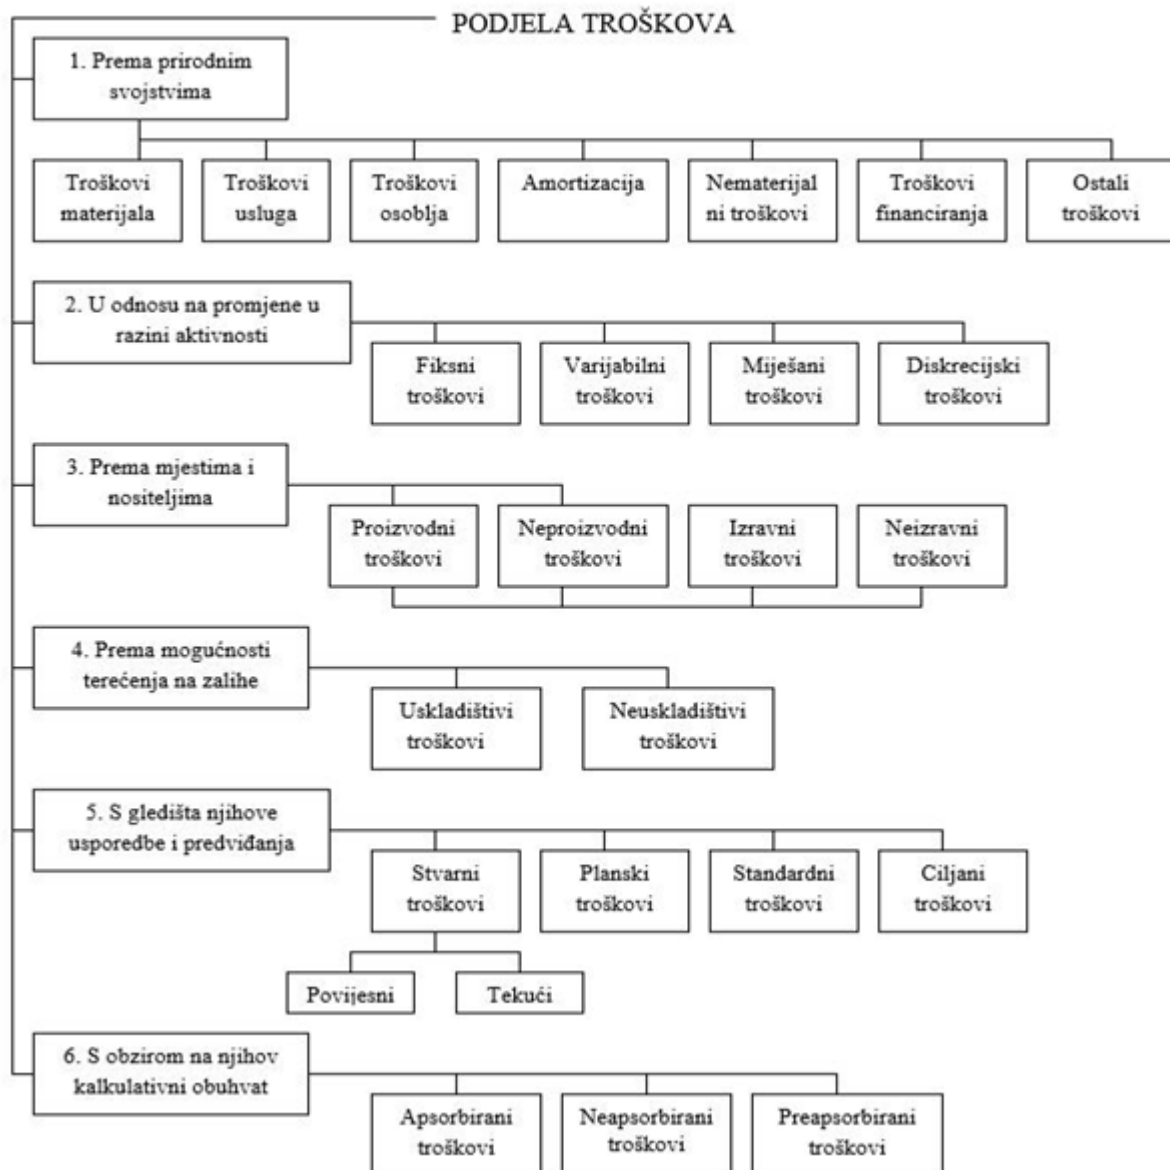 PODJELA TROŠKOVA
1. Prema prirodnim
svojstvima
Troškovi
materijala
Troškovi
usluga
Troškovi
osoblja
Amortizacija
Nematerijal
ni troškovi
Troškovi
financiranja
Ostali
troškovi
2. U odnosu na promjene u
razini aktivnosti
Fiksni
troškovi
Varijabilni
troškovi
Miješani
troškovi
Diskrecijski
troškovi
3. Prema mjestima i
nositeljima
Proizvodni
troškovi
Neproizvodni
troškovi
Izravni
troškovi
Neizravni
troškovi
4. Prema mogućnosti
terećenja na zalihe
Uskladištivi
troškovi
Neuskladištivi
troškovi
5. S gledišta njihove
usporedbe i predviđanja
Stvarni
troškovi
Planski
troškovi
Standardni
troškovi
Ciljani
troškovi
Povijesni
Tekući
6. S obzirom na njihov
kalkulativni obuhvat
Apsorbirani
troškovi
Neapsorbirani
troškovi
Preapsorbirani
troškovi